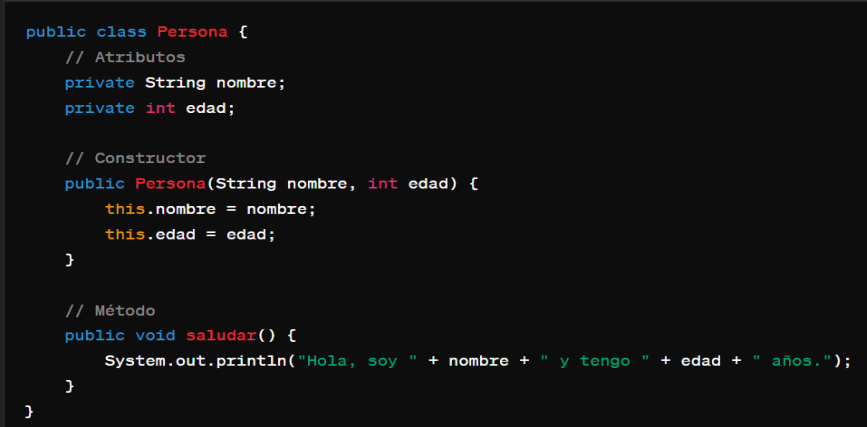 public class Persona {
    // Atributos
    private String nombre;
    private int edad;

    // Constructor
    public Persona(String nombre, int edad) {
        this.nombre = nombre;
        this.edad = edad;
    }

    // Método
    public void saludar() {
        System.out.println("Hola, soy " + nombre + " y tengo " + edad + " años.");
    }
}